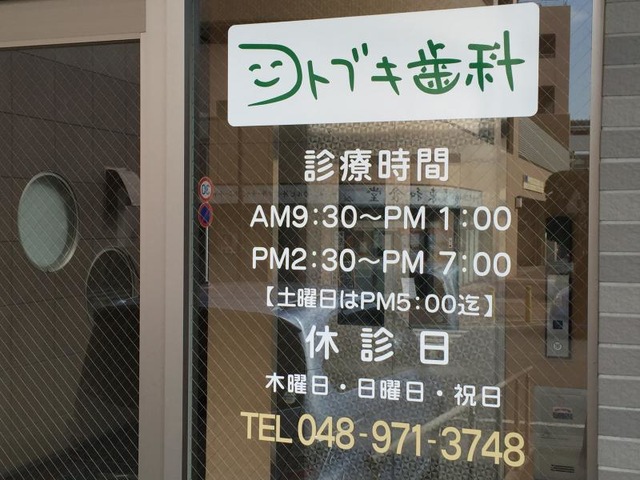 コトブキ歯科
診療時間
AM9:30～PM 1:00
PM2:30～PM 7:00
【土曜日はPM5:00迄】
休診日
木曜日・日曜日・祝日
TEL 048-971-3748